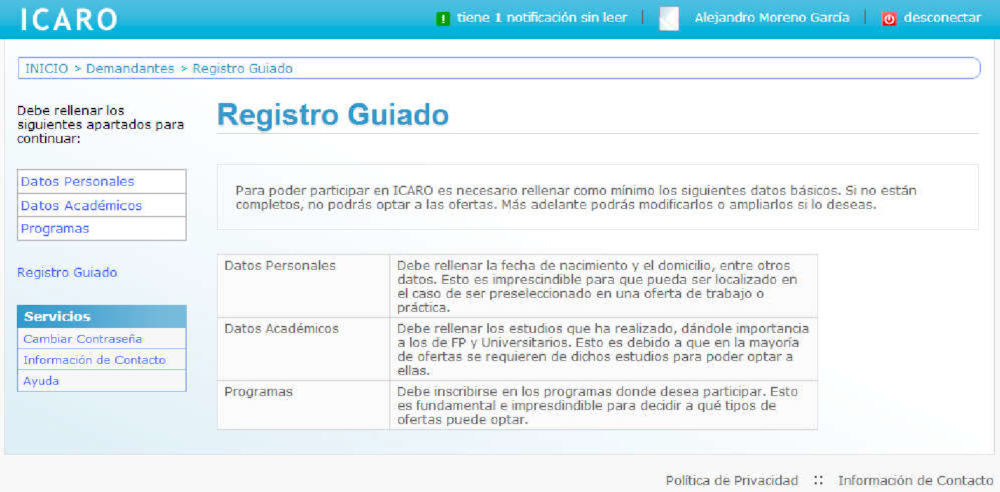 ICARO
tiene 1 notificación sin leer
Alejandro Moreno García
desconectar
INICIO > Demandantes > Registro Guiado
Debe rellenar los
siguientes apartados para
continuar:
Datos Personales
Datos Académicos
Programas
Registro Guiado
Servicios
Cambiar Contraseña
Información de Contacto
Ayuda
Registro Guiado
Para poder participar en ICARO es necesario rellenar como mínimo los siguientes datos básicos. Si no están
completos, no podrás optar a las ofertas. Más adelante podrás modificarlos o ampliarlos si lo deseas.
Datos Personales
Debe rellenar la fecha de nacimiento y el domicilio, entre otros
datos. Esto es imprescindible para que pueda ser localizado en
el caso de ser preseleccionado en una oferta de trabajo o
práctica.
Datos Académicos
Debe rellenar los estudios que ha realizado, dándole importancia
a los de FP y Universitarios. Esto es debido a que en la mayoría
de ofertas se requieren de dichos estudios para poder optar a
ellas.
Programas
Debe inscribirse en los programas donde desea participar. Esto
es fundamental e impresdindible para decidir a qué tipos de
ofertas puede optar.
Política de Privacidad :: Información de Contacto